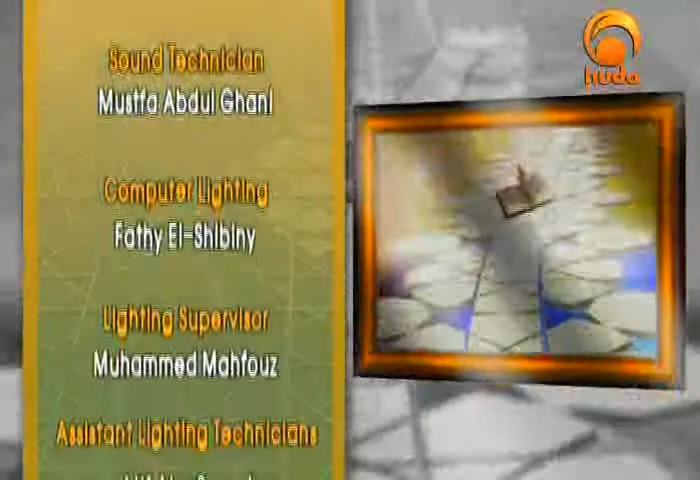 Huda
Sound Technician
Mustfa Abdul Ghani
Computer Lighting
Fathy El-Shibiny
Lighting Supervisor
Muhammed Mahfouz
Assistant Lighting Technicians